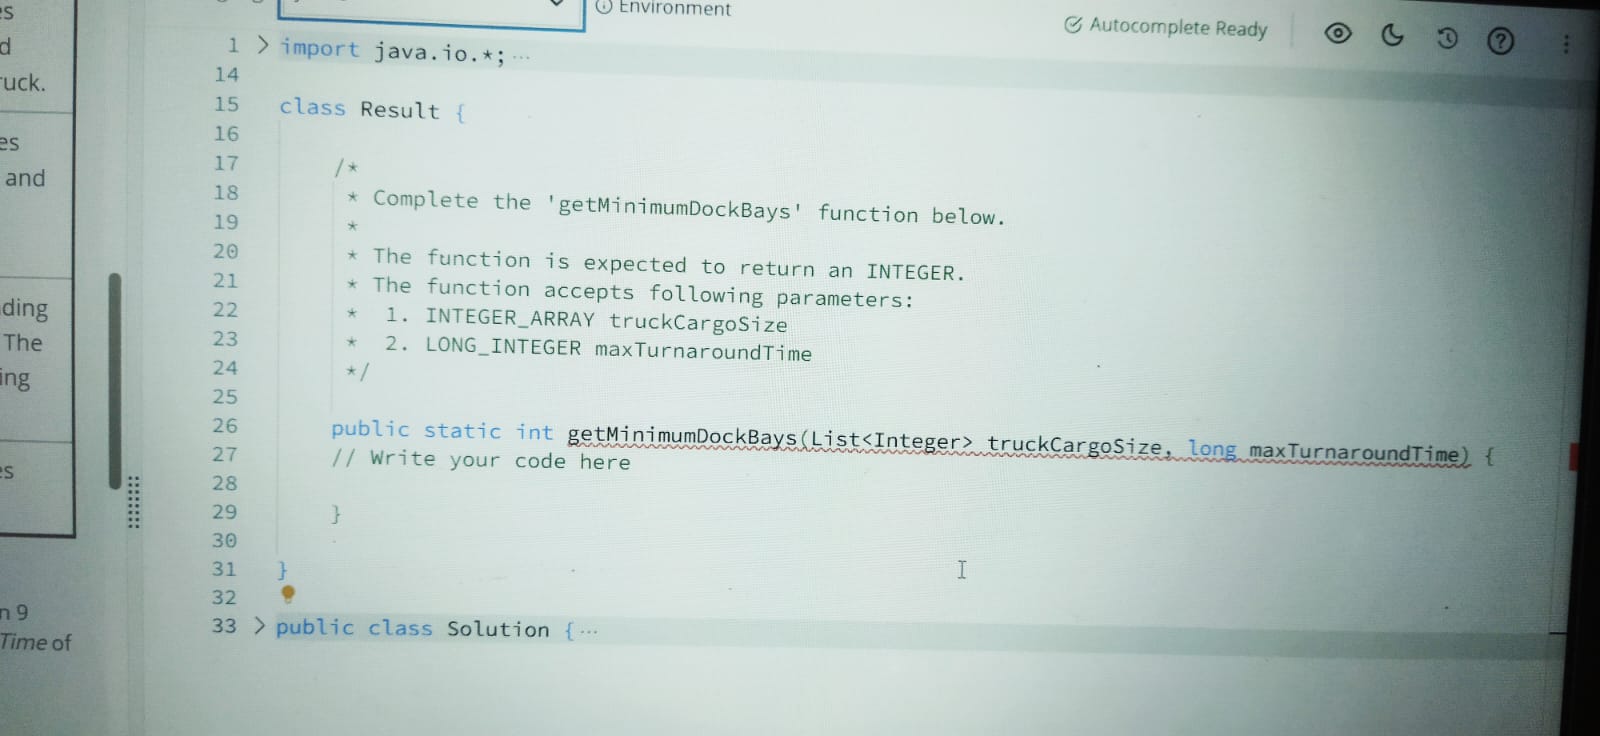 Environment
Autocomplete Ready
d
uck.
and
ding
The
ing
n 9
Time of
1 > import java.io.*;...
14
15 class Result {
16
17 /*
18 * Complete the 'getMinimumDockBays' function below.
19 *
20 * The function is expected to return an INTEGER.
21 * The function accepts following parameters:
22 * 1. INTEGER_ARRAY truckCargoSize
23 * 2. LONG_INTEGER maxTurnaroundTime
24 */
25
26 public static int getMinimumDockBays(List<Integer> truckCargoSize, long maxTurnaroundTime) {
27 // Write your code here
28
29 }
30
31 }
32
33 > public class Solution {...